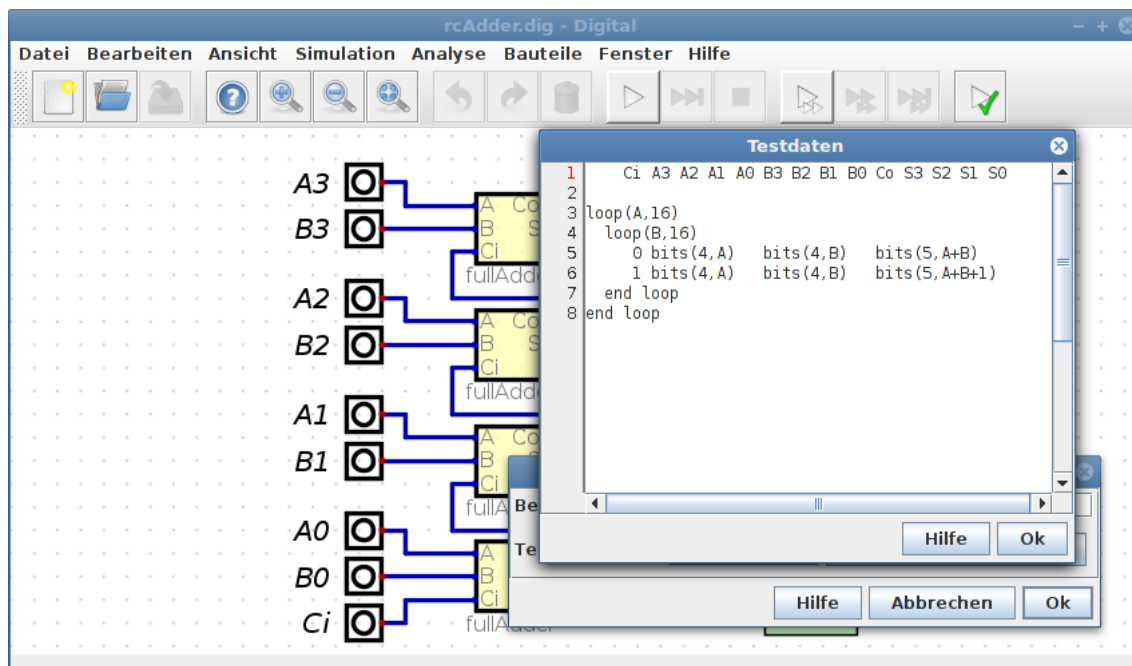 rcAdder.dig - Digital
Datei Bearbeiten Ansicht Simulation Analyse Bauteile Fenster Hilfe
Testdaten
1 Ci A3 A2 A1 A0 B3 B2 B1 B0 Co S3 S2 S1 S0
2
3 loop(A,16)
4 loop(B,16)
5 0 bits(4,A) bits(4,B) bits(5,A+B)
6 1 bits(4,A) bits(4,B) bits(5,A+B+1)
7 end loop
8 end loop
Hilfe Ok
A3
B3
A Co
B S
Ci
fullAdde
A2
B2
A Co
B S
Ci
fullAdde
A1
B1
A Co
B
Ci
fullA
Be
A0
B0
Ci
A
B
Ci
fullAdder
Te
Hilfe Abbrechen Ok